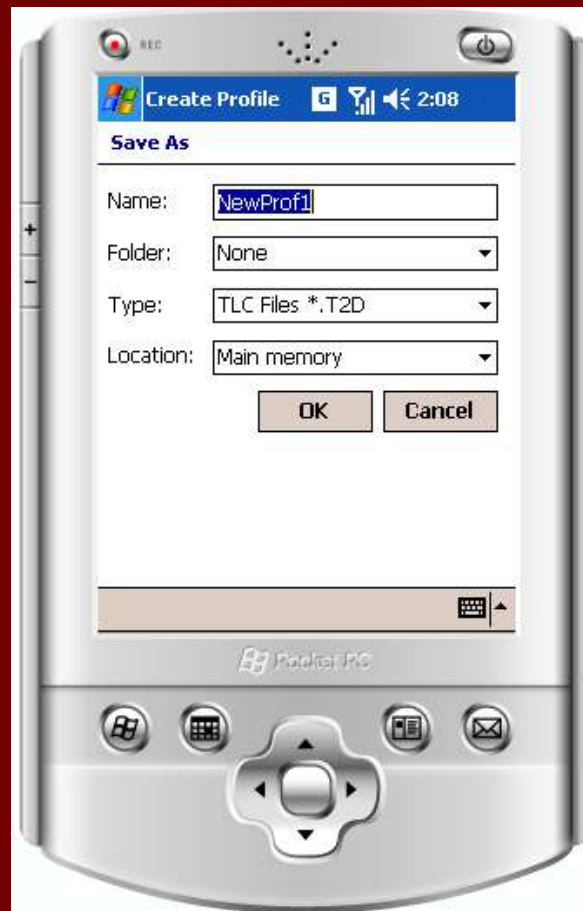 REC
Create Profile G 2:08
Save As
Name: NewProf1
Folder: None
Type: TLC Files *.T2D
Location: Main memory
OK Cancel
Pocket PC
+
-